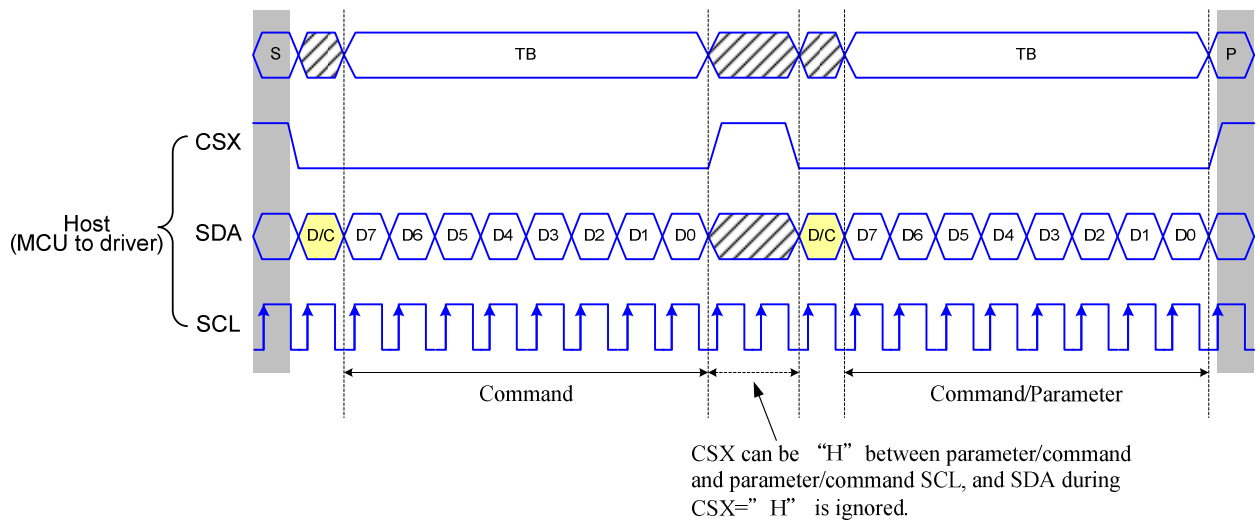 S TB TB P
CSX
Host
(MCU to driver)
SDA D/C D7 D6 D5 D4 D3 D2 D1 D0 D/C D7 D6 D5 D4 D3 D2 D1 D0
SCL
Command Command/Parameter
CSX can be “H” between parameter/command
and parameter/command SCL, and SDA during
CSX=”H” is ignored.